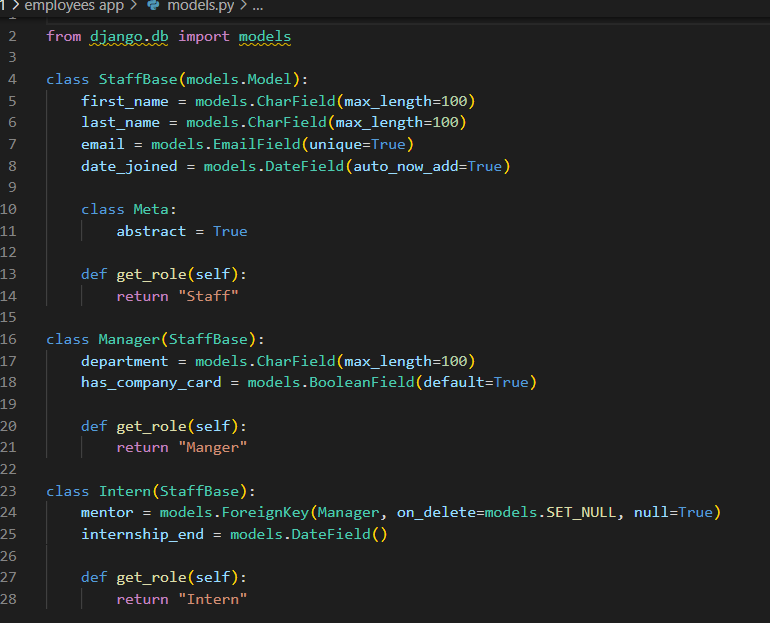 1 > employees app > models.py > ...
1
2 from django.db import models
3
4 class StaffBase(models.Model):
5     first_name = models.CharField(max_length=100)
6     last_name = models.CharField(max_length=100)
7     email = models.EmailField(unique=True)
8     date_joined = models.DateField(auto_now_add=True)
9
10     class Meta:
11         abstract = True
12
13     def get_role(self):
14         return "Staff"
15
16 class Manager(StaffBase):
17     department = models.CharField(max_length=100)
18     has_company_card = models.BooleanField(default=True)
19
20     def get_role(self):
21         return "Manger"
22
23 class Intern(StaffBase):
24     mentor = models.ForeignKey(Manager, on_delete=models.SET_NULL, null=True)
25     internship_end = models.DateField()
26
27     def get_role(self):
28         return "Intern"